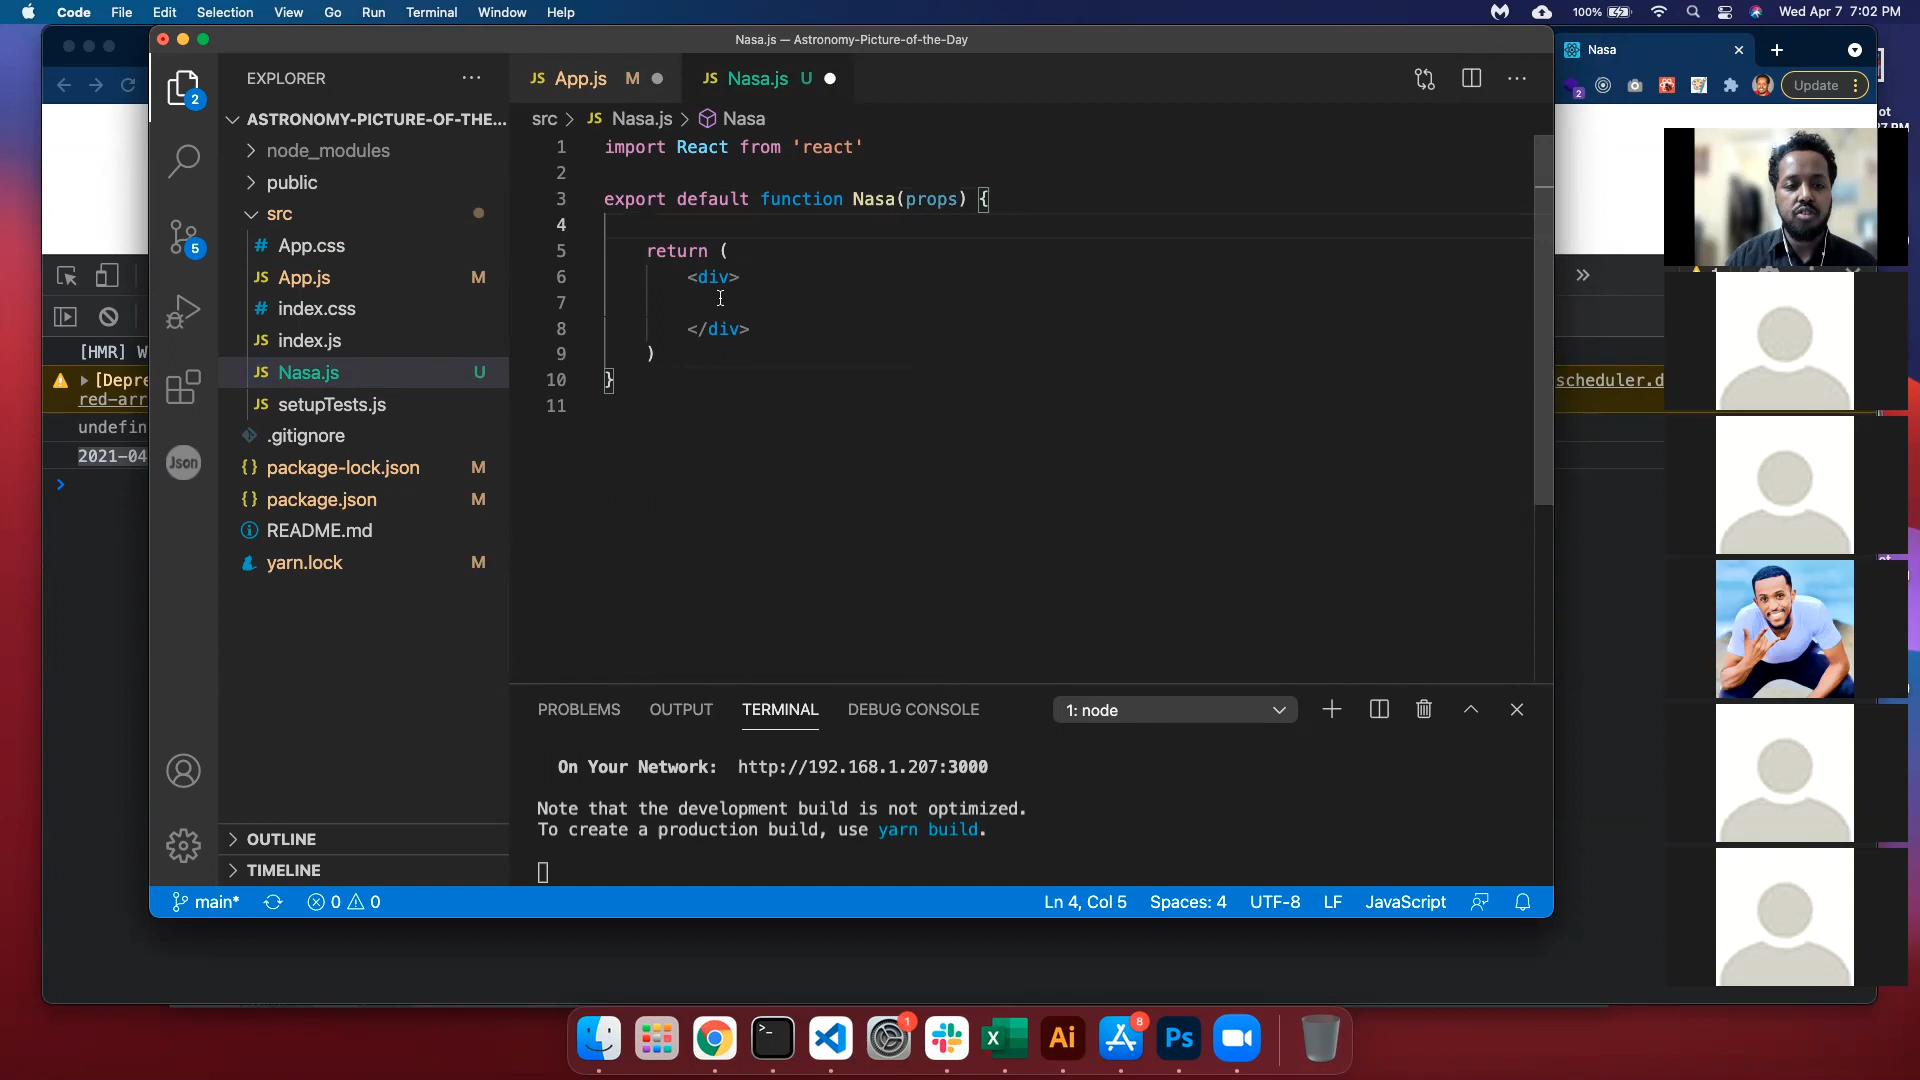 Code File Edit Selection View Go Run Terminal Window Help
100%
Wed Apr 7 7:02 PM
Nasa.js — Astronomy-Picture-of-the-Day
Nasa
Update
2
EXPLORER
2
JS App.js M
JS Nasa.js U
ASTRONOMY-PICTURE-OF-THE...
node_modules
public
src
# App.css
JS App.js M
# index.css
JS index.js
JS Nasa.js U
JS setupTests.js
.gitignore
{} package-lock.json M
{} package.json M
README.md
yarn.lock M
5
Json
OUTLINE
TIMELINE
src > JS Nasa.js > Nasa
1 import React from 'react'
2
3 export default function Nasa(props) {
4
5 return (
6 <div>
7
8 </div>
9 )
10 }
11
[HMR] W
[Depre
red-arr
scheduler.d
undefin
2021-04
PROBLEMS OUTPUT TERMINAL DEBUG CONSOLE
1: node
On Your Network: http://192.168.1.207:3000
Note that the development build is not optimized.
To create a production build, use yarn build.
main* 0 0
Ln 4, Col 5 Spaces: 4 UTF-8 LF JavaScript
1
X
Ai
8
Ps